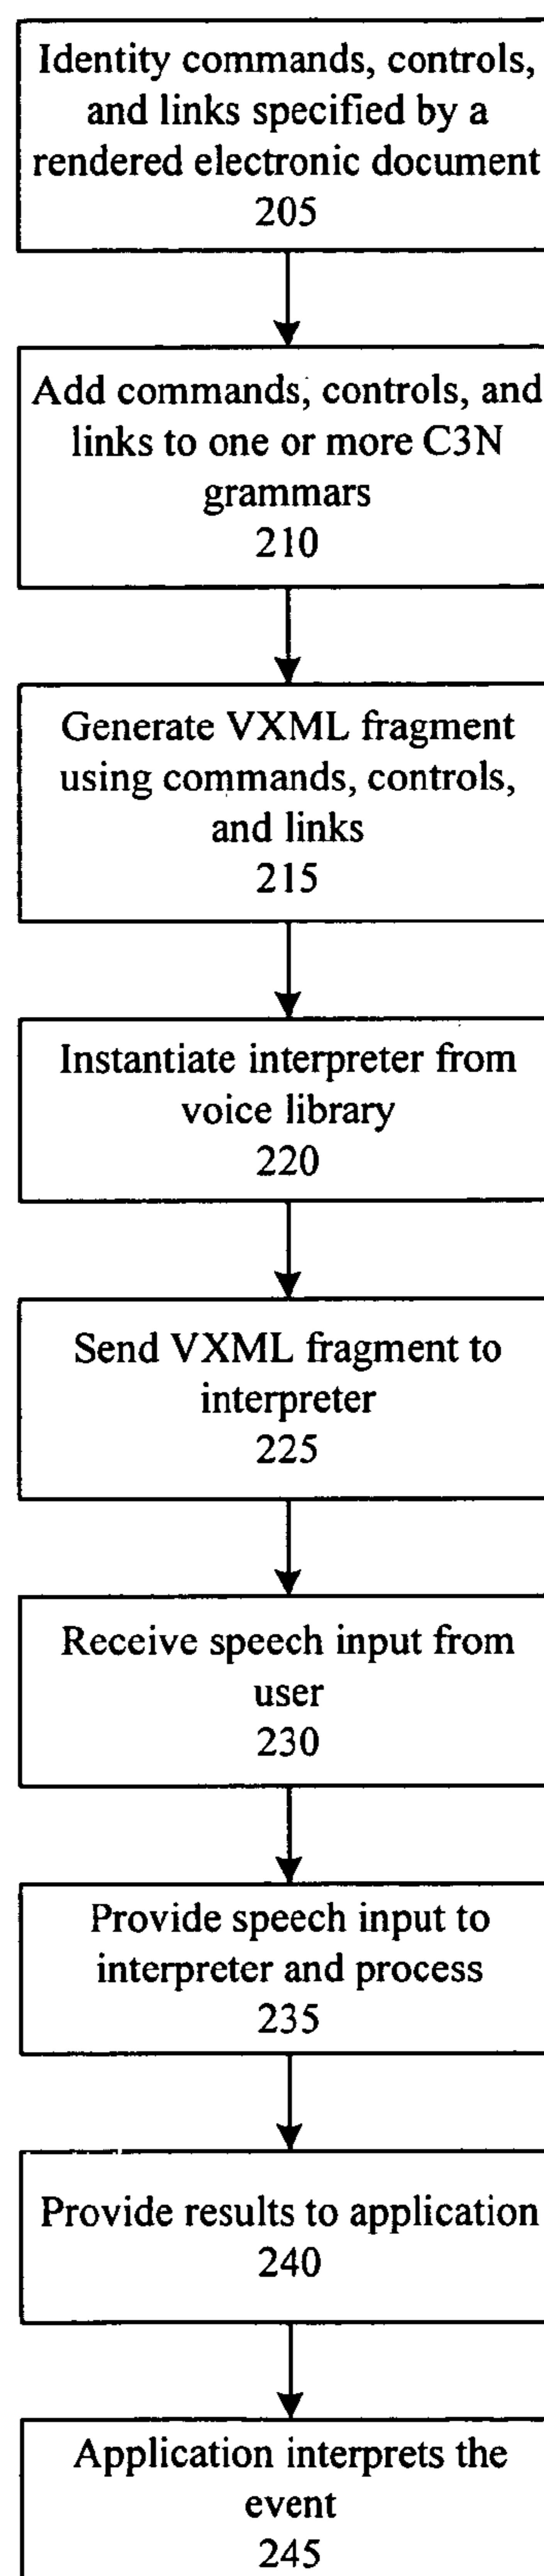 Identity commands, controls,
and links specified by a
rendered electronic document
205
Add commands, controls, and
links to one or more C3N
grammars
210
Generate VXML fragment
using commands, controls,
and links
215
Instantiate interpreter from
voice library
220
Send VXML fragment to
interpreter
225
Receive speech input from
user
230
Provide speech input to
interpreter and process
235
Provide results to application
240
Application interprets the
event
245